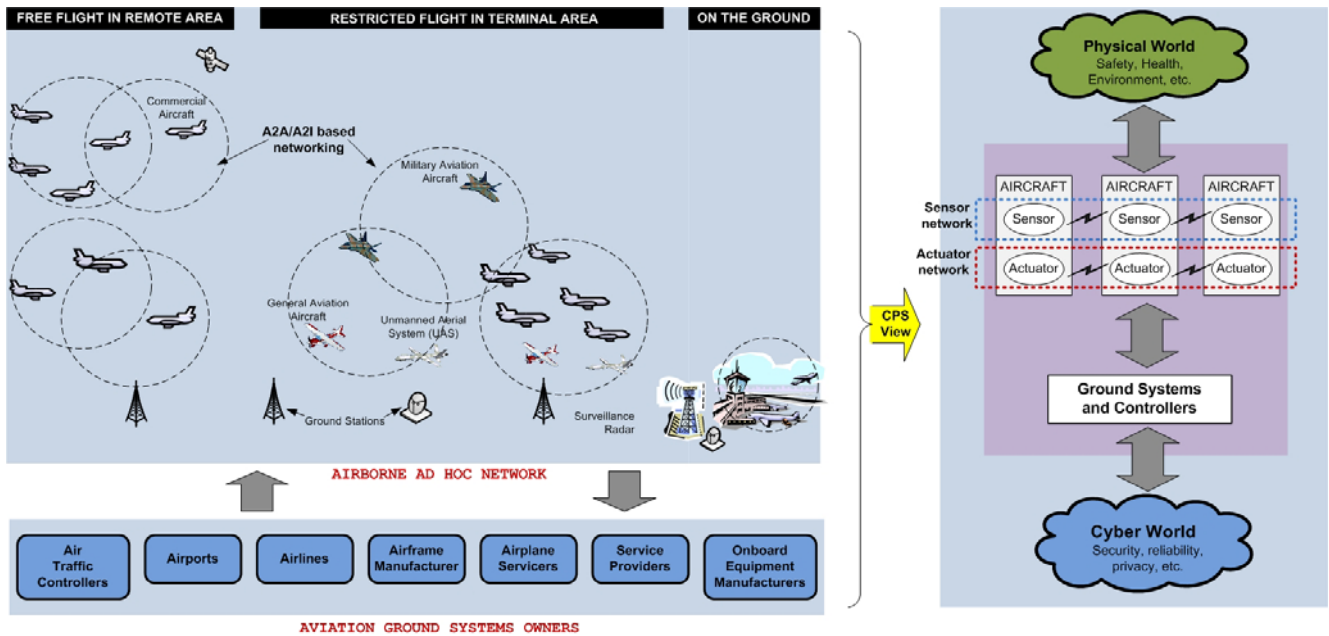 FREE FLIGHT IN REMOTE AREA
RESTRICTED FLIGHT IN TERMINAL AREA
ON THE GROUND
Commercial
Aircraft
A2A/A2I based
networking
Military Aviation
Aircraft
General Aviation
Aircraft
Unmanned Aerial
System (UAS)
Ground Stations
Surveillance
Radar
AIRBORNE AD HOC NETWORK
Air
Traffic
Controllers
Airports
Airlines
Airframe
Manufacturer
Airplane
Servicers
Service
Providers
Onboard
Equipment
Manufacturers
AVIATION GROUND SYSTEMS OWNERS
CPS
View
Physical World
Safety, Health,
Environment, etc.
AIRCRAFT
AIRCRAFT
AIRCRAFT
Sensor
network
Sensor
Sensor
Sensor
Actuator
network
Actuator
Actuator
Actuator
Ground Systems
and Controllers
Cyber World
Security, reliability,
privacy, etc.